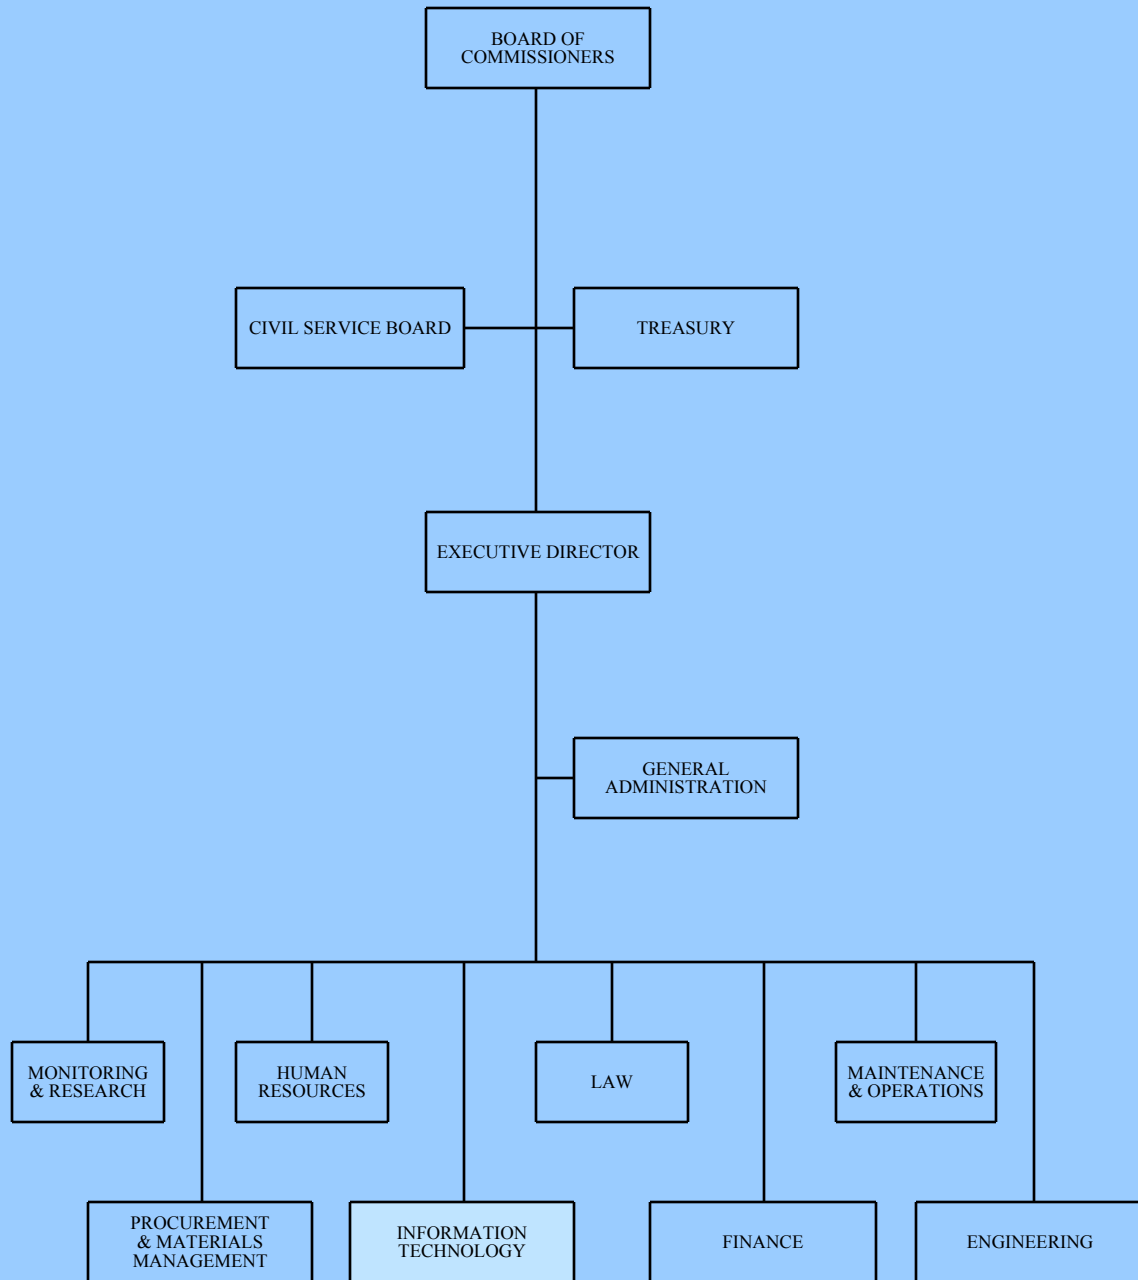 BOARD OF
COMMISSIONERS
CIVIL SERVICE BOARD
TREASURY
EXECUTIVE DIRECTOR
GENERAL
ADMINISTRATION
MONITORING
& RESEARCH
HUMAN
RESOURCES
LAW
MAINTENANCE
& OPERATIONS
PROCUREMENT
& MATERIALS
MANAGEMENT
INFORMATION
TECHNOLOGY
FINANCE
ENGINEERING